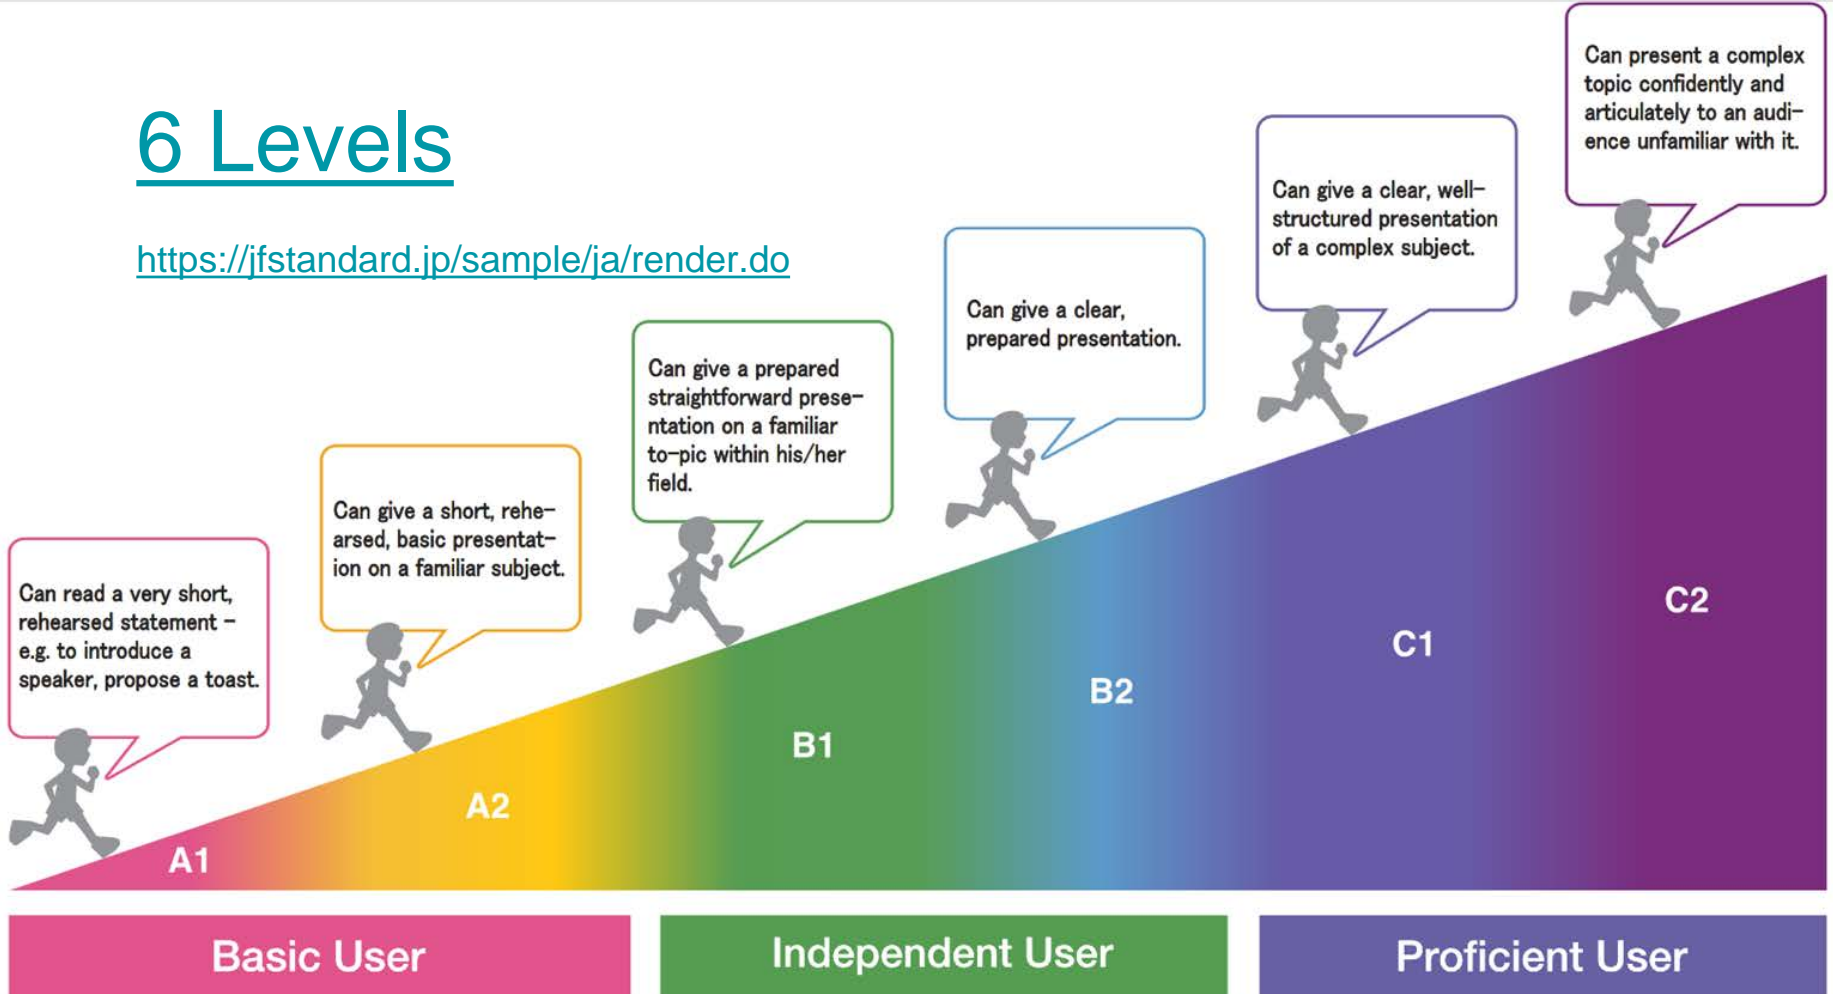 6 Levels
https://jfstandard.jp/sample/ja/render.do
Can read a very short,
rehearsed statement –
e.g. to introduce a
speaker, propose a toast.
Can give a short, rehe-
arsed, basic presentat-
ion on a familiar subject.
Can give a prepared
straightforward prese-
ntation on a familiar
to-pic within his/her
field.
Can give a clear,
prepared presentation.
Can give a clear, well-
structured presentation
of a complex subject.
Can present a complex
topic confidently and
articulately to an audi-
ence unfamiliar with it.
A1
A2
B1
B2
C1
C2
Basic User
Independent User
Proficient User